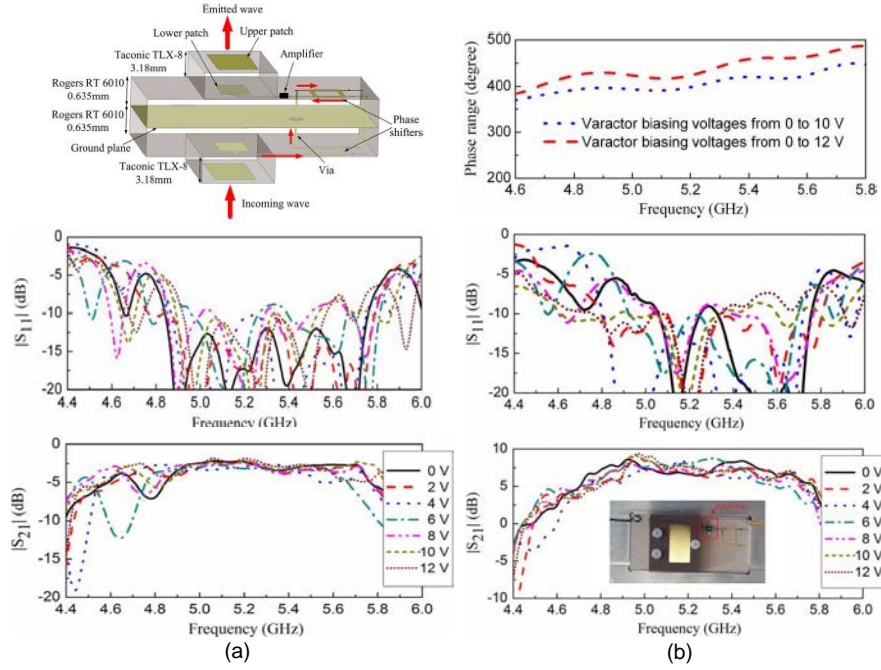 Emitted wave
Lower patch
Upper patch
Taconic TLX-8
3.18mm
Amplifier
Rogers RT 6010
0.635mm
Rogers RT 6010
0.635mm
Phase
shifters
Ground plane
Taconic TLX-8
3.18mm
Via
Incoming wave
500
400
300
200
Phase range (degree)
Varactor biasing voltages from 0 to 10 V
Varactor biasing voltages from 0 to 12 V
4.6 4.8 5.0 5.2 5.4 5.6 5.8
Frequency (GHz)
0
-5
-10
-15
-20
|S11| (dB)
4.4 4.6 4.8 5.0 5.2 5.4 5.6 5.8 6.0
Frequency (GHz)
0
-5
-10
-15
-20
|S11| (dB)
4.4 4.6 4.8 5.0 5.2 5.4 5.6 5.8 6.0
Frequency (GHz)
0
-5
-10
-15
-20
|S21| (dB)
0 V
2 V
4 V
6 V
8 V
10 V
12 V
4.4 4.6 4.8 5.0 5.2 5.4 5.6 5.8 6.0
Frequency (GHz)
(a)
10
5
0
-5
-10
|S21| (dB)
0 V
2 V
4 V
6 V
8 V
10 V
12 V
4.4 4.6 4.8 5.0 5.2 5.4 5.6 5.8 6.0
Frequency (GHz)
(b)